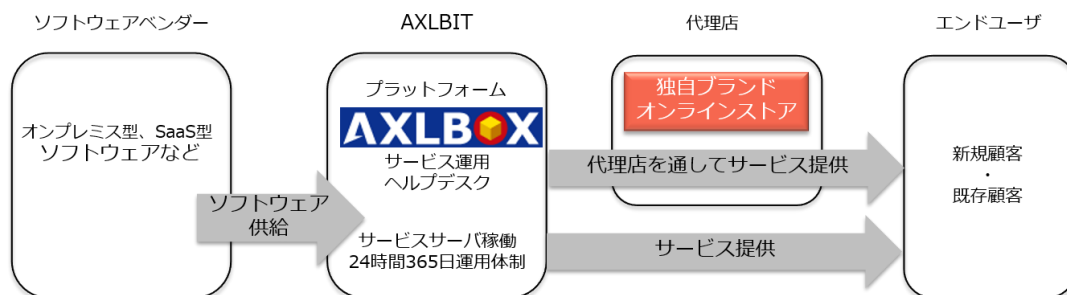 ソフトウェアベンダー
オンプレミス型、SaaS型
ソフトウェアなど
ソフトウェア
供給
AXLBIT
プラットフォーム
AXLBOX
サービス運用
ヘルプデスク
サービスサーバ稼働
24時間365日運用体制
代理店
独自ブランド
オンラインストア
代理店を通してサービス提供
サービス提供
エンドユーザ
新規顧客
・
既存顧客